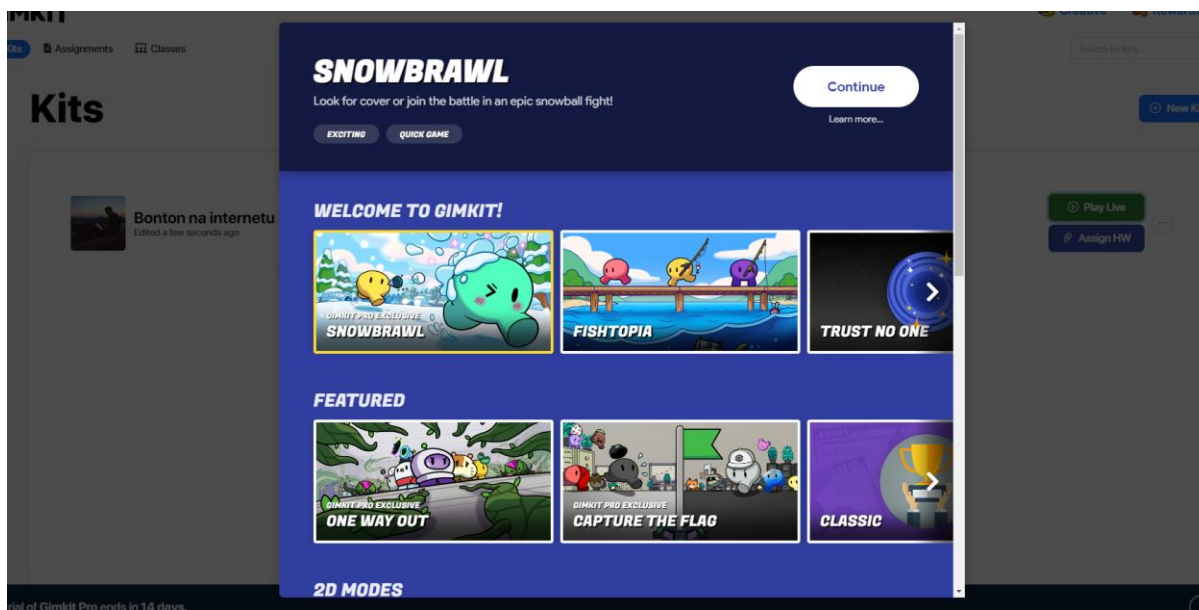 Creative
Assignments
Classes
Search for kits...
Kits
SNOWBRAWL
Look for cover or join the battle in an epic snowball fight!
EXCITING
QUICK GAME
Continue
Learn more...
New
Bonton na internetu
Edited a few seconds ago
Play Live
Assign HW
WELCOME TO GIMKIT!
GIMKIT PRO EXCLUSIVE
SNOWBRAWL
FISHTOPIA
TRUST NO ONE
FEATURED
GIMKIT PRO EXCLUSIVE
ONE WAY OUT
GIMKIT PRO EXCLUSIVE
CAPTURE THE FLAG
CLASSIC
2D MODES
of Gimkit Pro ends in 14 days.